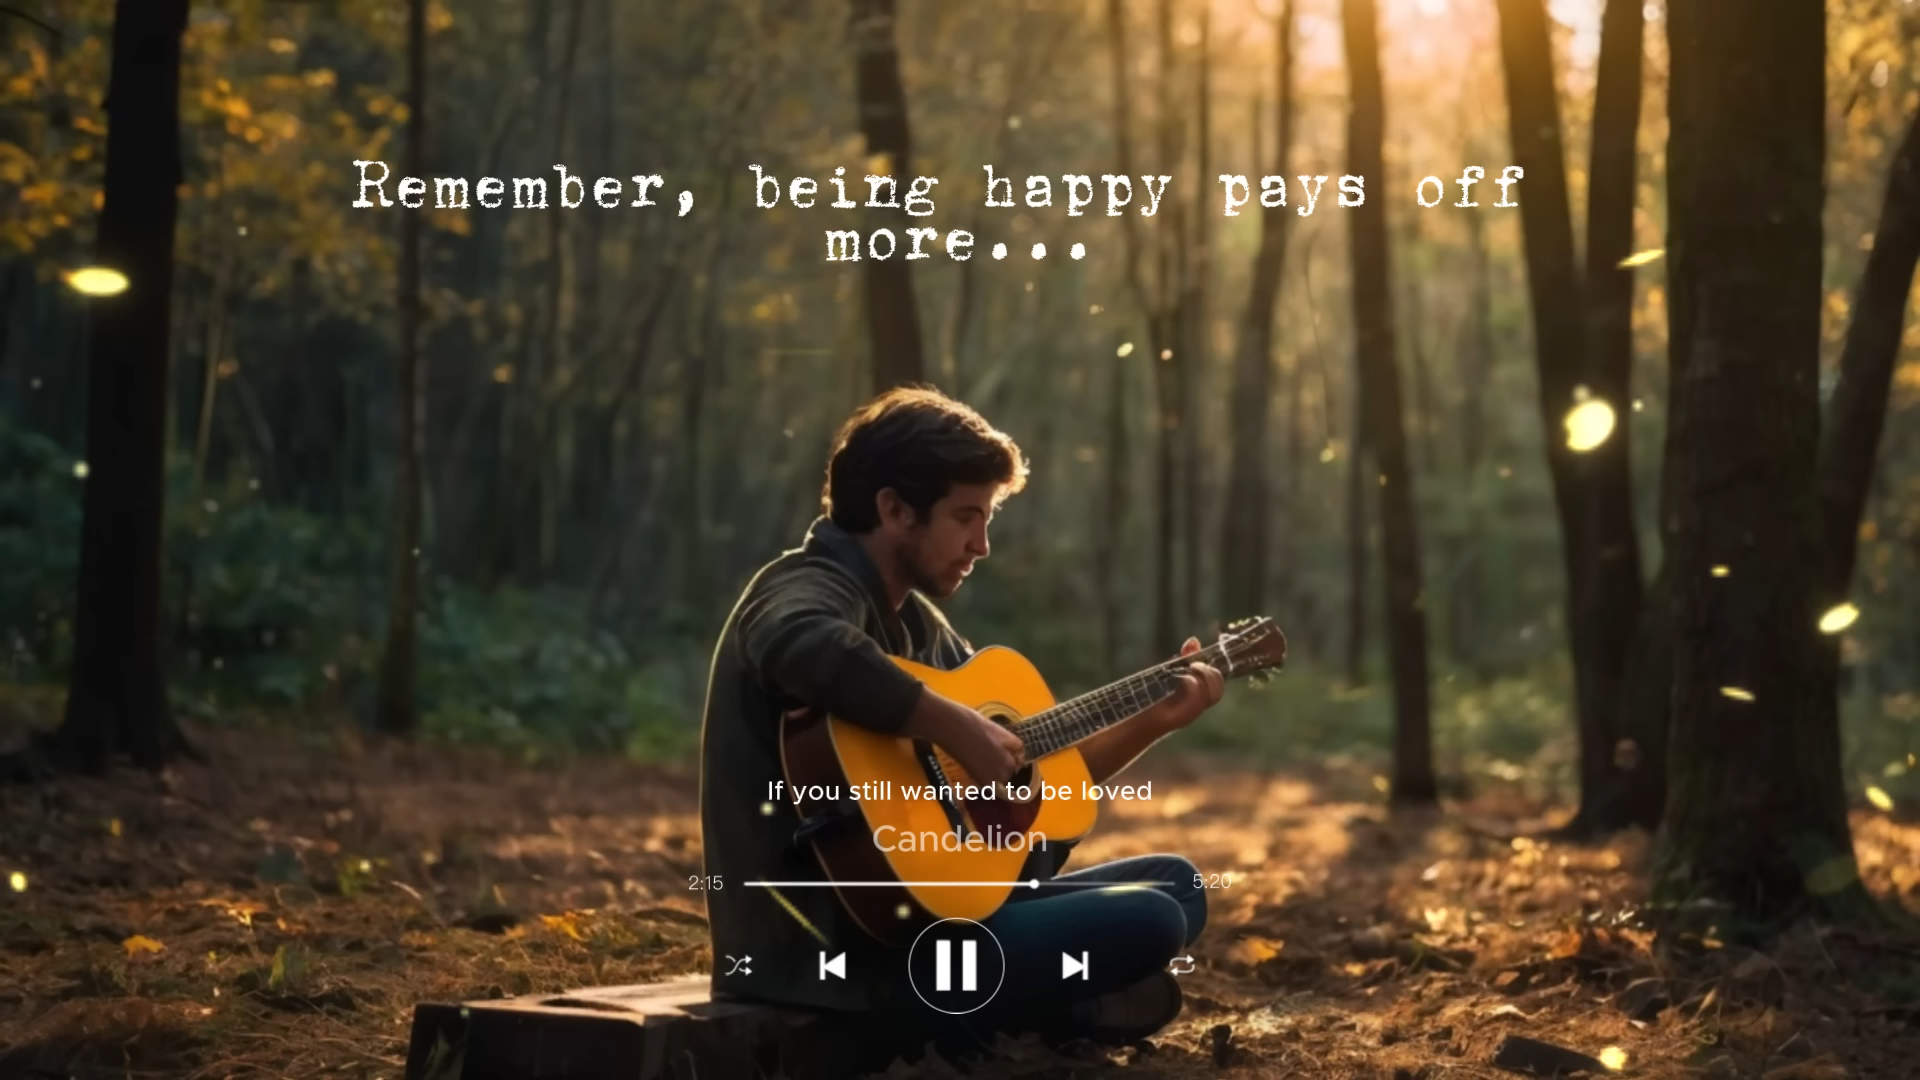 Remember, being happy pays off
more...
If you still wanted to be loved
Candelion
2:15 5:20